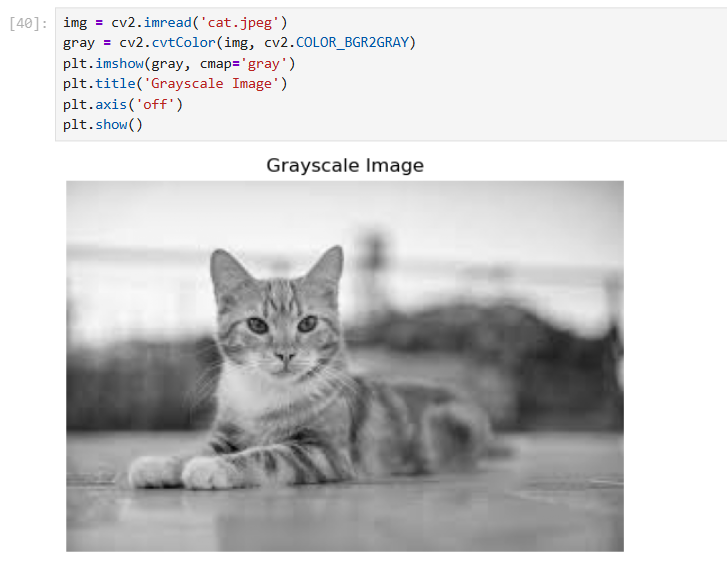 [40]: img = cv2.imread('cat.jpeg')
gray = cv2.cvtColor(img, cv2.COLOR_BGR2GRAY)
plt.imshow(gray, cmap='gray')
plt.title('Grayscale Image')
plt.axis('off')
plt.show()
Grayscale Image